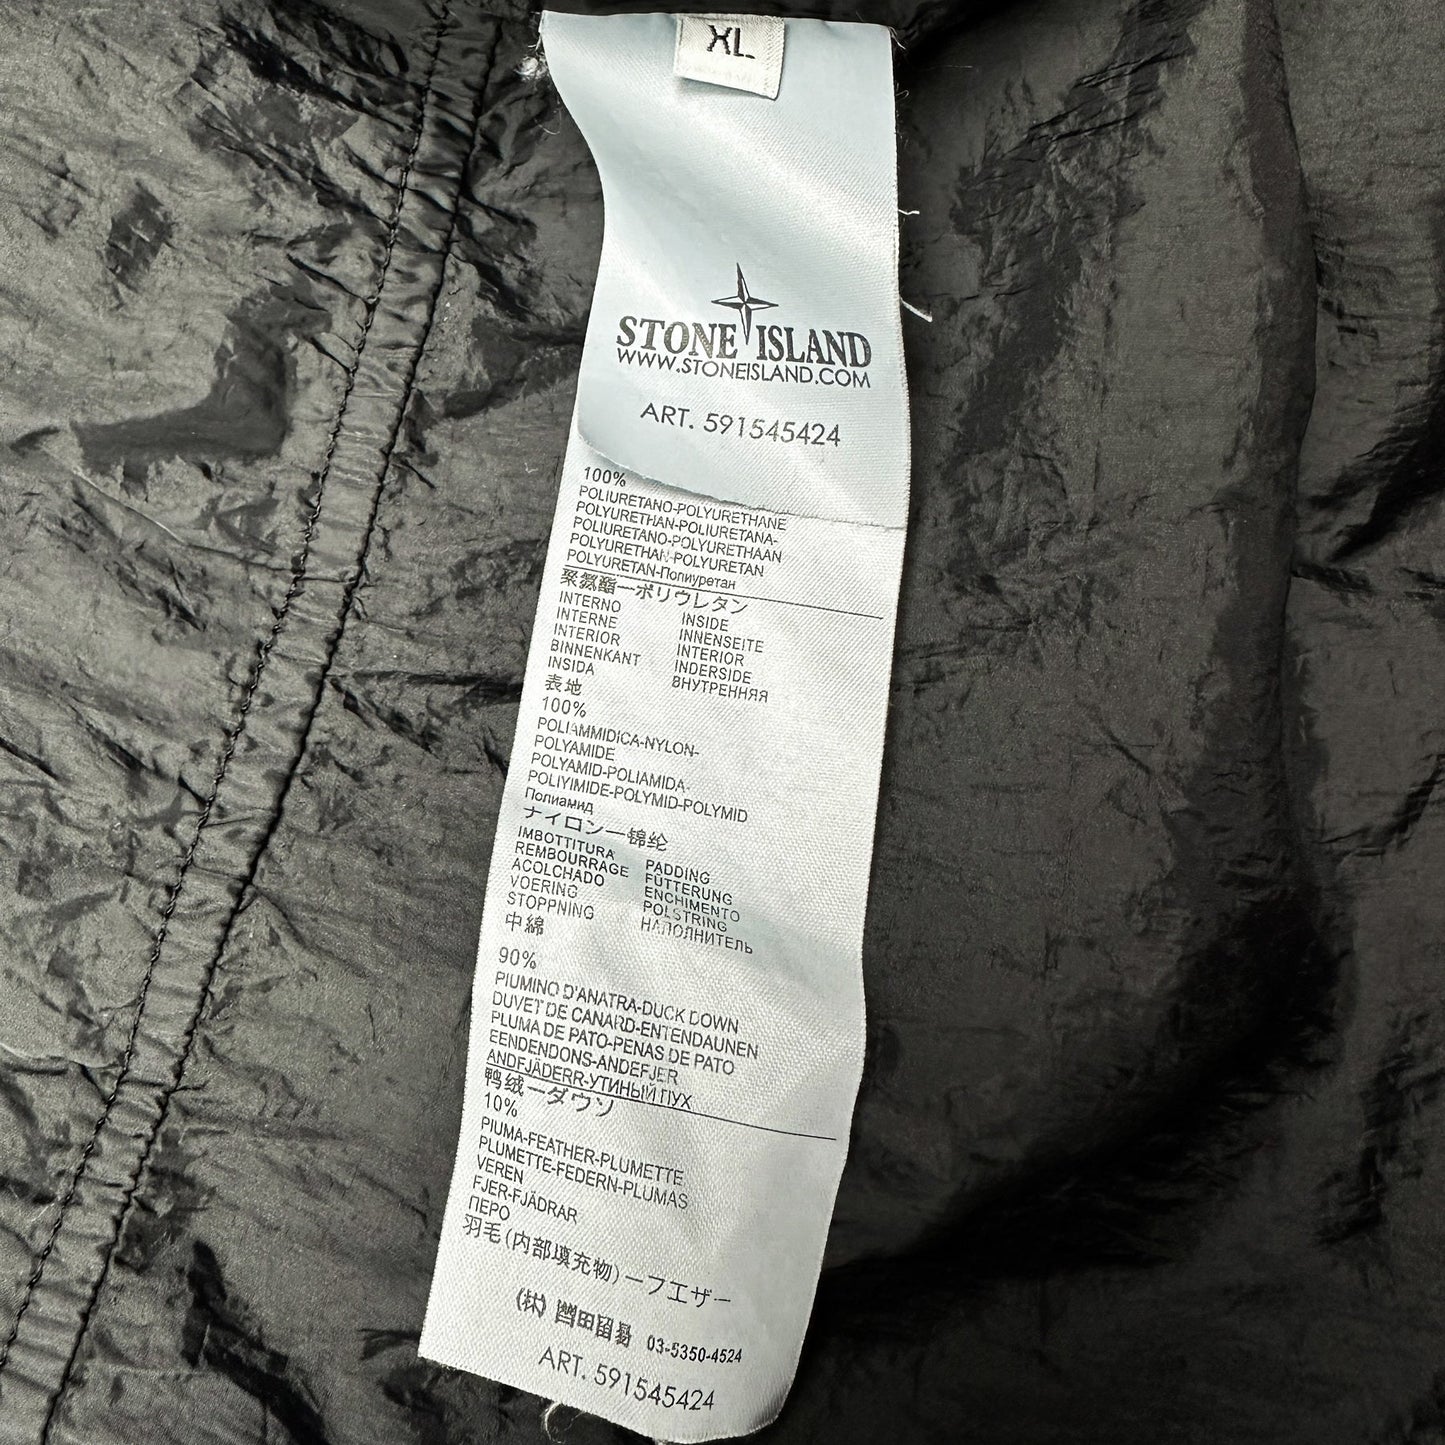 XL
STONE ISLAND
WWW.STONEISLAND.COM
ART. 591545424
100%
POLIURETANO-POLYURETHANE
POLYURETHAN-POLIURETANA-
POLIURETANO-POLYURETHAAN
POLYURETHAN-POLYURETAN
POLYURETAN-Полиуретан
聚氨酯—ポリウレタン
INTERNO INSIDE
INTERNE INNENSEITE
INTERIOR INTERIOR
BINNENKANT INDERSIDE
INSIDA ВНУТРЕННЯЯ
表地
100%
POLIAMMIDICA-NYLON-
POLYAMIDE
POLYAMID-POLIAMIDA-
POLIYIMIDE-POLYMID-POLYMID
Полиамид
ナイロン—锦纶
IMBOTTITURA PADDING
REMBOURRAGE FÜTTERUNG
ACOLCHADO ENCHIMENTO
VOERING POLSTRING
STOPPNING НАПОЛНИТЕЛЬ
中綿
90%
PIUMINO D'ANATRA-DUCK DOWN
DUVET DE CANARD-ENTENDAUNEN
PLUMA DE PATO-PENAS DE PATO
EENDENDONS-ANDEFJER
ANDFJÄDERR-УТИНЫЙ ПУХ
鸭绒—ダウン
10%
PIUMA-FEATHER-PLUMETTE
PLUMETTE-FEDERN-PLUMAS
VEREN
FJER-FJÄDRAR
ПЕРО
羽毛(内部填充物)—フエザー
田 03-5350-4524
ART. 591545424